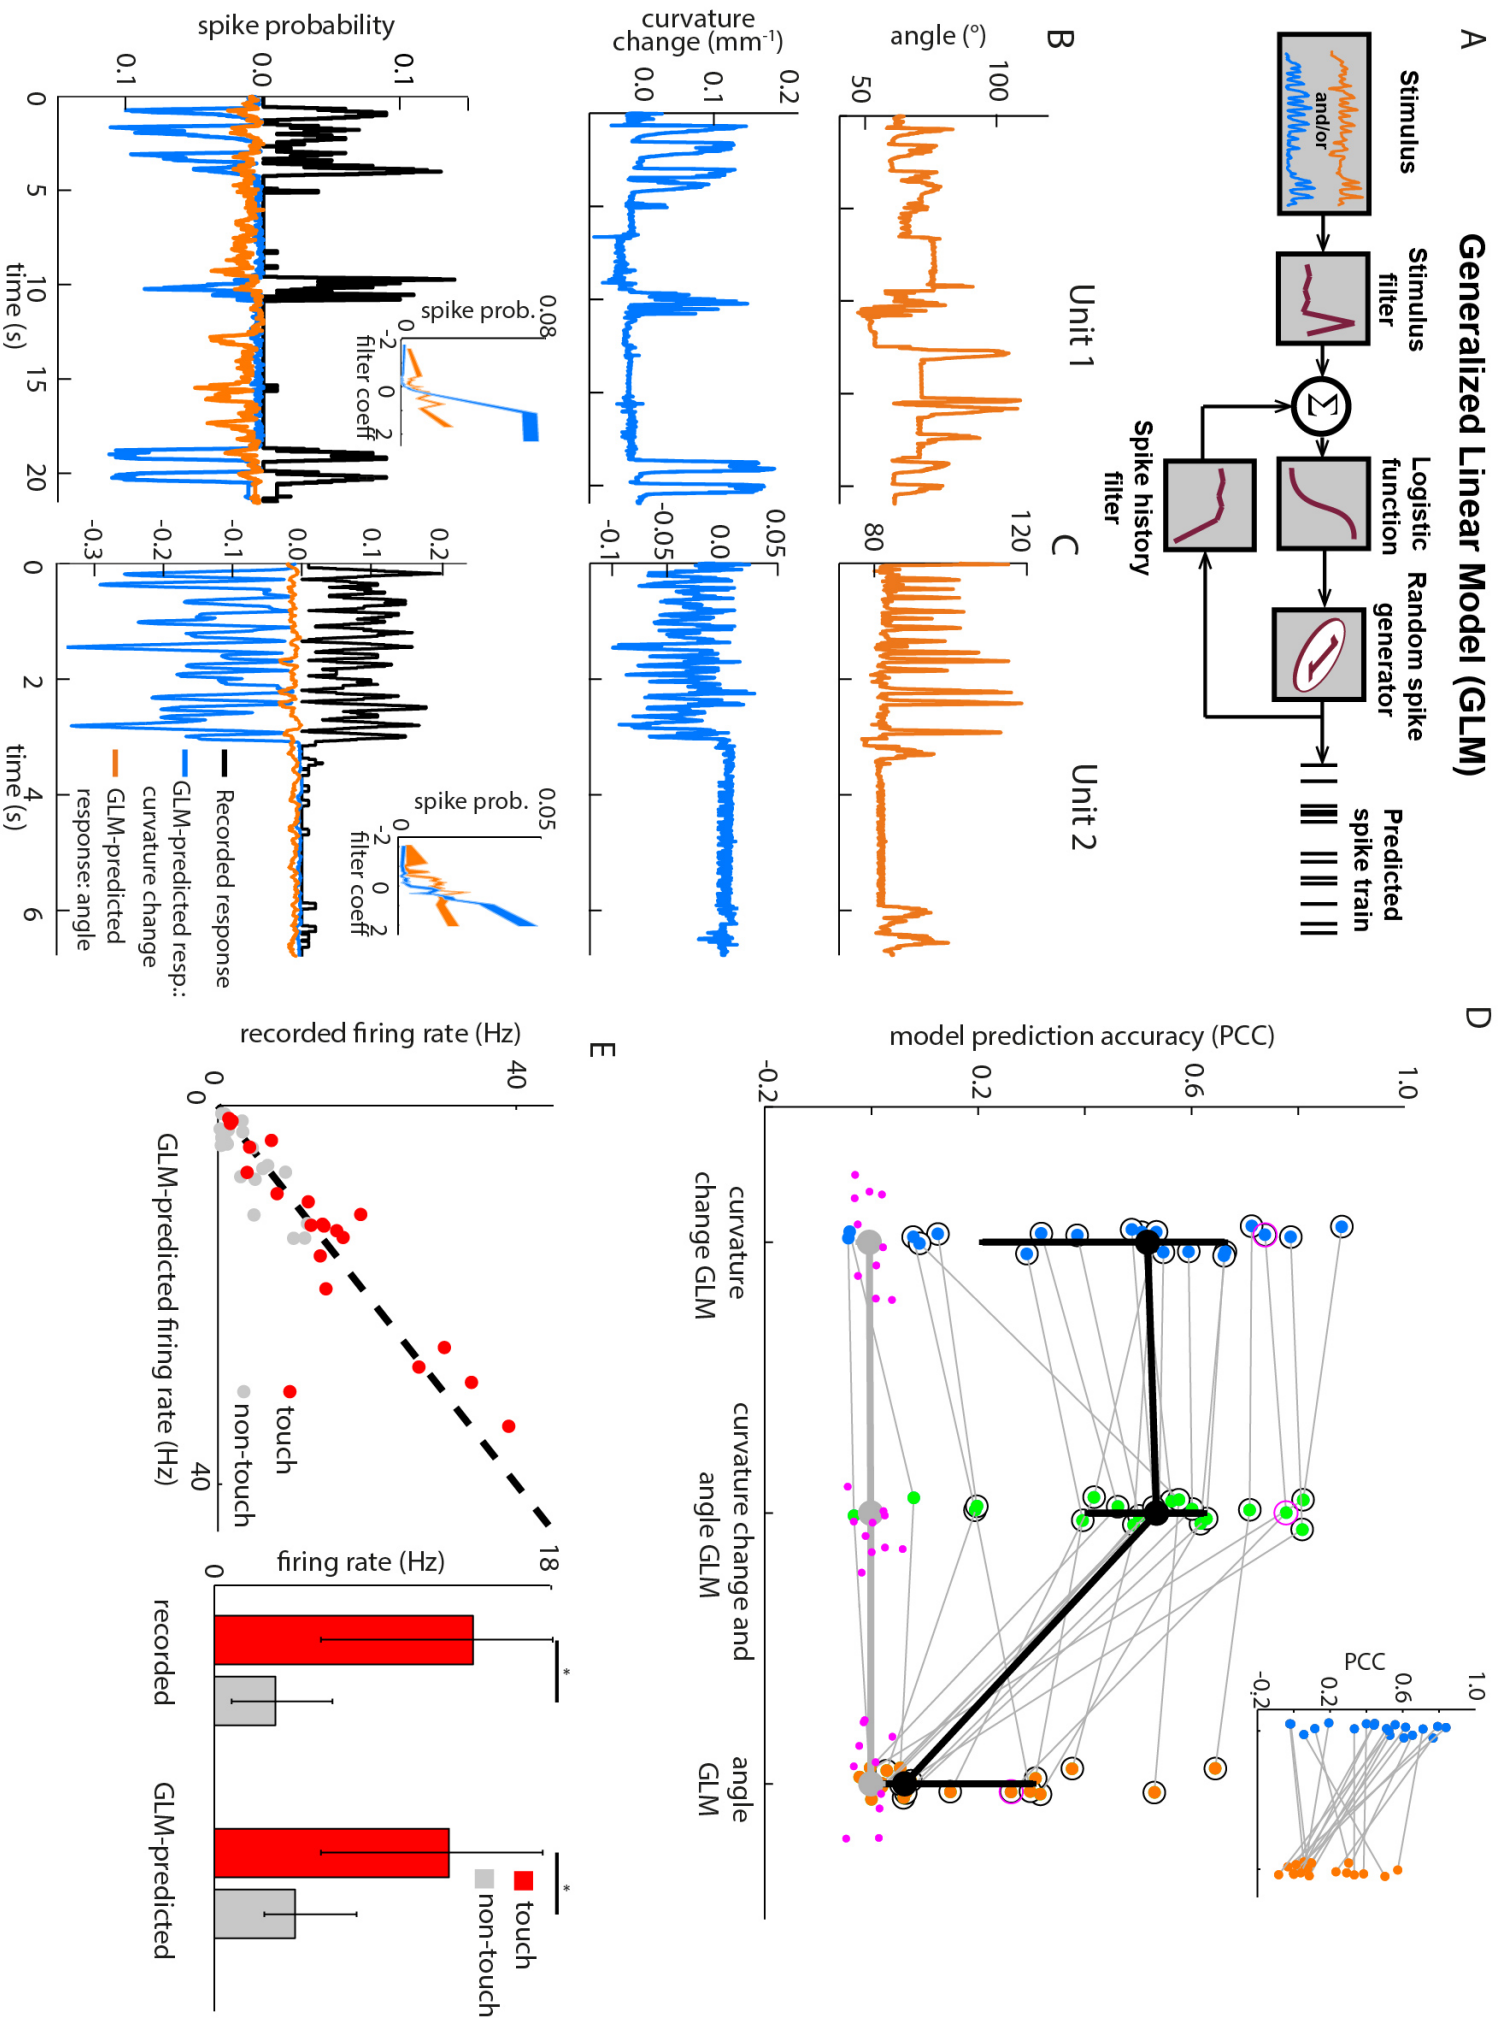 A
Generalized Linear Model (GLM)
Stimulus
and/or
Stimulus
filter
Σ
Logistic
function
Random spike
generator
Predicted
spike train
Spike history
filter
B
Unit 1
angle (°)
100
50
curvature
change (mm-1)
0.2
0.1
0.0
spike probability
0.1
0.0
0.1
0
5
10
15
20
time (s)
spike prob.
0.08
0
-2
0
2
filter coeff
C
Unit 2
120
80
0.05
0.0
-0.05
-0.1
0.2
0.1
0.0
-0.1
-0.2
-0.3
0
2
4
6
time (s)
spike prob.
0.05
0
-2
0
2
filter coeff
Recorded response
GLM-predicted resp.:
curvature change
GLM-predicted
response: angle
D
model prediction accuracy (PCC)
1.0
0.6
0.2
-0.2
curvature
change GLM
curvature change and
angle GLM
angle
GLM
PCC
1.0
0.6
0.2
-0.2
E
recorded firing rate (Hz)
40
0
0
40
GLM-predicted firing rate (Hz)
touch
non-touch
firing rate (Hz)
18
0
*
*
recorded
GLM-predicted
touch
non-touch